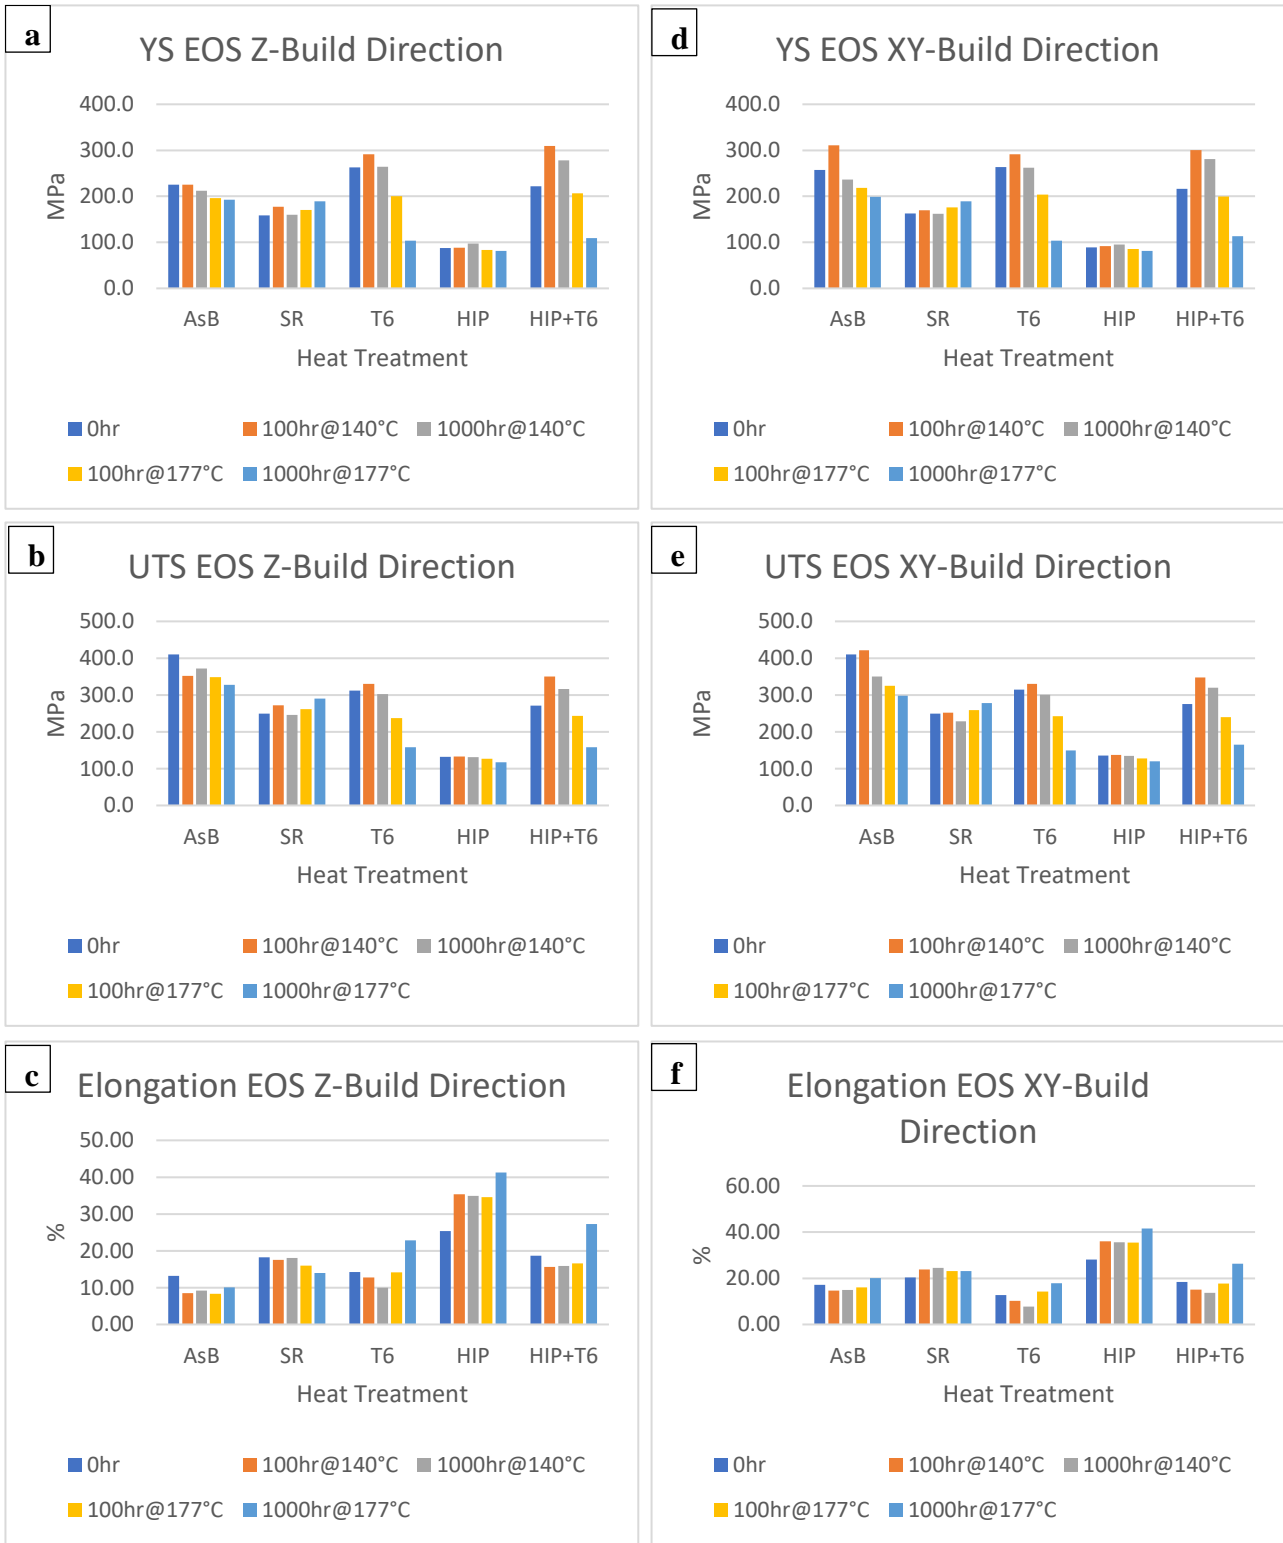 a
YS EOS Z-Build Direction
400.0
300.0
200.0
100.0
0.0
MPa
AsB SR T6 HIP HIP+T6
Heat Treatment
0hr 100hr@140°C 1000hr@140°C
100hr@177°C 1000hr@177°C
d
YS EOS XY-Build Direction
400.0
300.0
200.0
100.0
0.0
MPa
AsB SR T6 HIP HIP+T6
Heat Treatment
0hr 100hr@140°C 1000hr@140°C
100hr@177°C 1000hr@177°C
b
UTS EOS Z-Build Direction
500.0
400.0
300.0
200.0
100.0
0.0
MPa
AsB SR T6 HIP HIP+T6
Heat Treatment
0hr 100hr@140°C 1000hr@140°C
100hr@177°C 1000hr@177°C
e
UTS EOS XY-Build Direction
500.0
400.0
300.0
200.0
100.0
0.0
MPa
AsB SR T6 HIP HIP+T6
Heat Treatment
0hr 100hr@140°C 1000hr@140°C
100hr@177°C 1000hr@177°C
c
Elongation EOS Z-Build Direction
50.00
40.00
30.00
20.00
10.00
0.00
%
AsB SR T6 HIP HIP+T6
Heat Treatment
0hr 100hr@140°C 1000hr@140°C
100hr@177°C 1000hr@177°C
f
Elongation EOS XY-Build
Direction
60.00
40.00
20.00
0.00
%
AsB SR T6 HIP HIP+T6
Heat Treatment
0hr 100hr@140°C 1000hr@140°C
100hr@177°C 1000hr@177°C